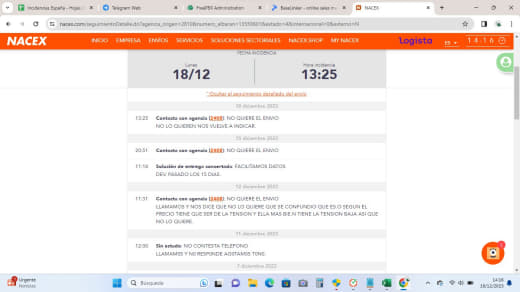 Incidencias España - Hojas
Telegram Web
FreePBX Administration
BaseLinker - online sales
NACEX
nacex.com/seguimientoDetalle.do?agencia_origen=2810&numero_albaran=13550801&estado=4&internacional=0&externo=N
NACEX
INICIO EMPRESA ENVÍOS SERVICIOS SOLUCIONES SECTORIALES NACEX.SHOP MY NACEX
logista
ES
14:16
FECHA INCIDENCIA
Lunes
18/12
Hora incidencia
13:25
Ocultar el seguimiento detallado del envío
18 diciembre 2023
13:25 Contacto con agencia (2408): NO QUIERE EL ENVIO
NO LO QUIEREN NOS VUELVE A INDICAR.
15 diciembre 2023
20:51 Contacto con agencia (2408): NO QUIERE EL ENVIO
11:16 Solución de entrega concertada: FACILITAMOS DATOS
DEV. PASADO LOS 15 DIAS.
12 diciembre 2023
11:31 Contacto con agencia (2408): NO QUIERE EL ENVIO
LLAMAMOS Y NOS DICE QUE NO LO QUIERE QUE SE CONFUNDIO QUE ES O SEGUN EL
PRECIO TIENE QUE SER DE LA TENSION Y ELLA MAS BIE.N TIENE LA TENSION BAJA ASI QUE
NO LO QUIERE.
11 diciembre 2023
12:00 Sin estado: NO CONTESTA TELEFONO
LLAMAMOS Y NO RESPONDE AGOTAMOS TONS.
7 diciembre 2023
Urgente
Noticias
Búsqueda
14:16
18/12/2023